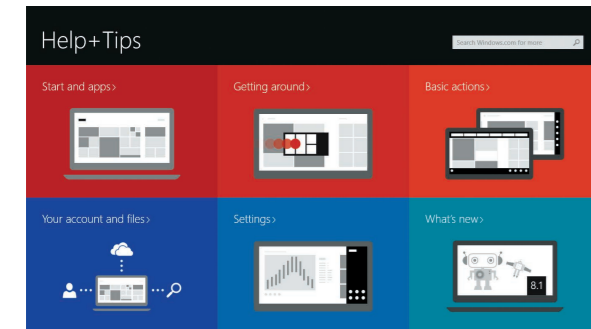 Help+Tips
Search Windows.com for more
Start and apps>
Getting around>
Basic actions>
Your account and files>
Settings>
What's new>
8.1